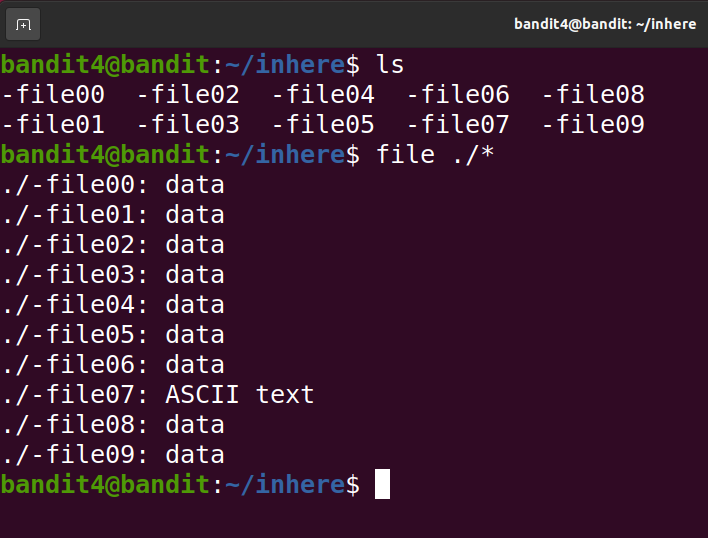 bandit4@bandit: ~/inhere
bandit4@bandit:~/inhere$ ls
-file00  -file02  -file04  -file06  -file08
-file01  -file03  -file05  -file07  -file09
bandit4@bandit:~/inhere$ file ./*
./-file00: data
./-file01: data
./-file02: data
./-file03: data
./-file04: data
./-file05: data
./-file06: data
./-file07: ASCII text
./-file08: data
./-file09: data
bandit4@bandit:~/inhere$